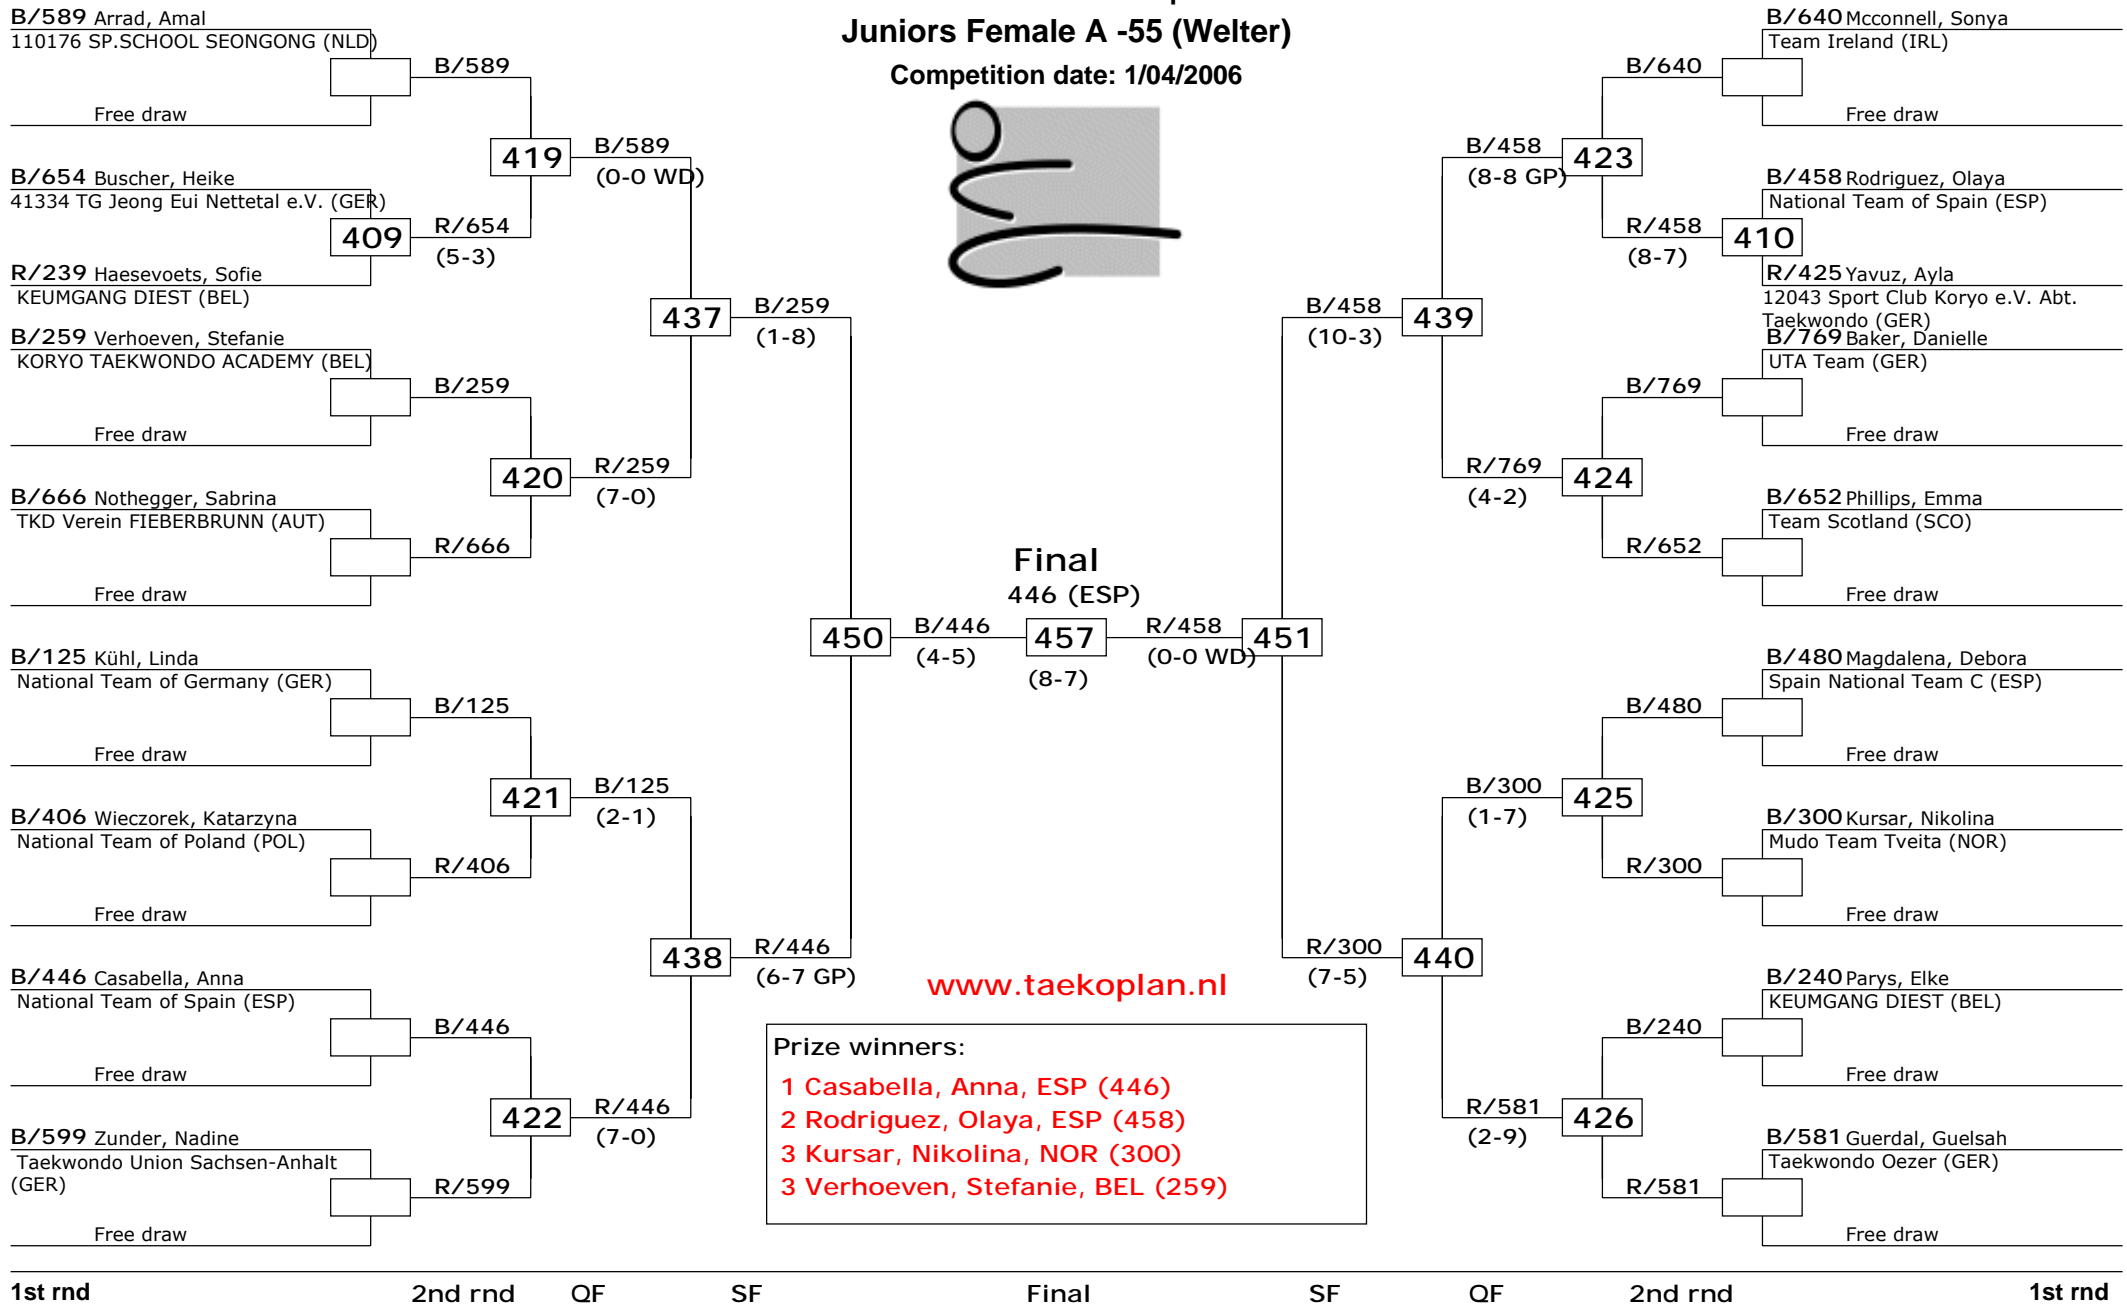 Juniors Female A -55 (Welter)
Competition date: 1/04/2006
B/589 Arrad, Amal
110176 SP.SCHOOL SEONGONG (NLD)
B/589
Free draw
419
B/589
(0-0 WD)
B/654 Buscher, Heike
41334 TG Jeong Eui Nettetal e.V. (GER)
409
R/654
(5-3)
R/239 Haesevoets, Sofie
KEUMGANG DIEST (BEL)
437
B/259
(1-8)
B/259 Verhoeven, Stefanie
KORYO TAEKWONDO ACADEMY (BEL)
B/259
Free draw
420
R/259
(7-0)
B/666 Nothegger, Sabrina
TKD Verein FIEBERBRUNN (AUT)
R/666
Free draw
450
B/446
(4-5)
B/125 Kühl, Linda
National Team of Germany (GER)
B/125
Free draw
421
B/125
(2-1)
B/406 Wieczorek, Katarzyna
National Team of Poland (POL)
R/406
Free draw
438
R/446
(6-7 GP)
B/446 Casabella, Anna
National Team of Spain (ESP)
B/446
Free draw
422
R/446
(7-0)
B/599 Zunder, Nadine
Taekwondo Union Sachsen-Anhalt
(GER)
R/599
Free draw
Final
446 (ESP)
457
(8-7)
R/458
(0-0 WD)
451
B/640 Mcconnell, Sonya
Team Ireland (IRL)
B/640
Free draw
B/458
(8-8 GP)
423
B/458 Rodriguez, Olaya
National Team of Spain (ESP)
R/458
(8-7)
410
R/425 Yavuz, Ayla
12043 Sport Club Koryo e.V. Abt.
Taekwondo (GER)
B/458
(10-3)
439
B/769 Baker, Danielle
UTA Team (GER)
B/769
Free draw
R/769
(4-2)
424
B/652 Phillips, Emma
Team Scotland (SCO)
R/652
Free draw
B/480 Magdalena, Debora
Spain National Team C (ESP)
B/480
Free draw
B/300
(1-7)
425
B/300 Kursar, Nikolina
Mudo Team Tveita (NOR)
R/300
Free draw
R/300
(7-5)
440
B/240 Parys, Elke
KEUMGANG DIEST (BEL)
B/240
Free draw
R/581
(2-9)
426
B/581 Guerdal, Guelsah
Taekwondo Oezer (GER)
R/581
Free draw
www.taekoplan.nl
Prize winners:
1 Casabella, Anna, ESP (446)
2 Rodriguez, Olaya, ESP (458)
3 Kursar, Nikolina, NOR (300)
3 Verhoeven, Stefanie, BEL (259)
1st rnd 2nd rnd QF SF Final SF QF 2nd rnd 1st rnd